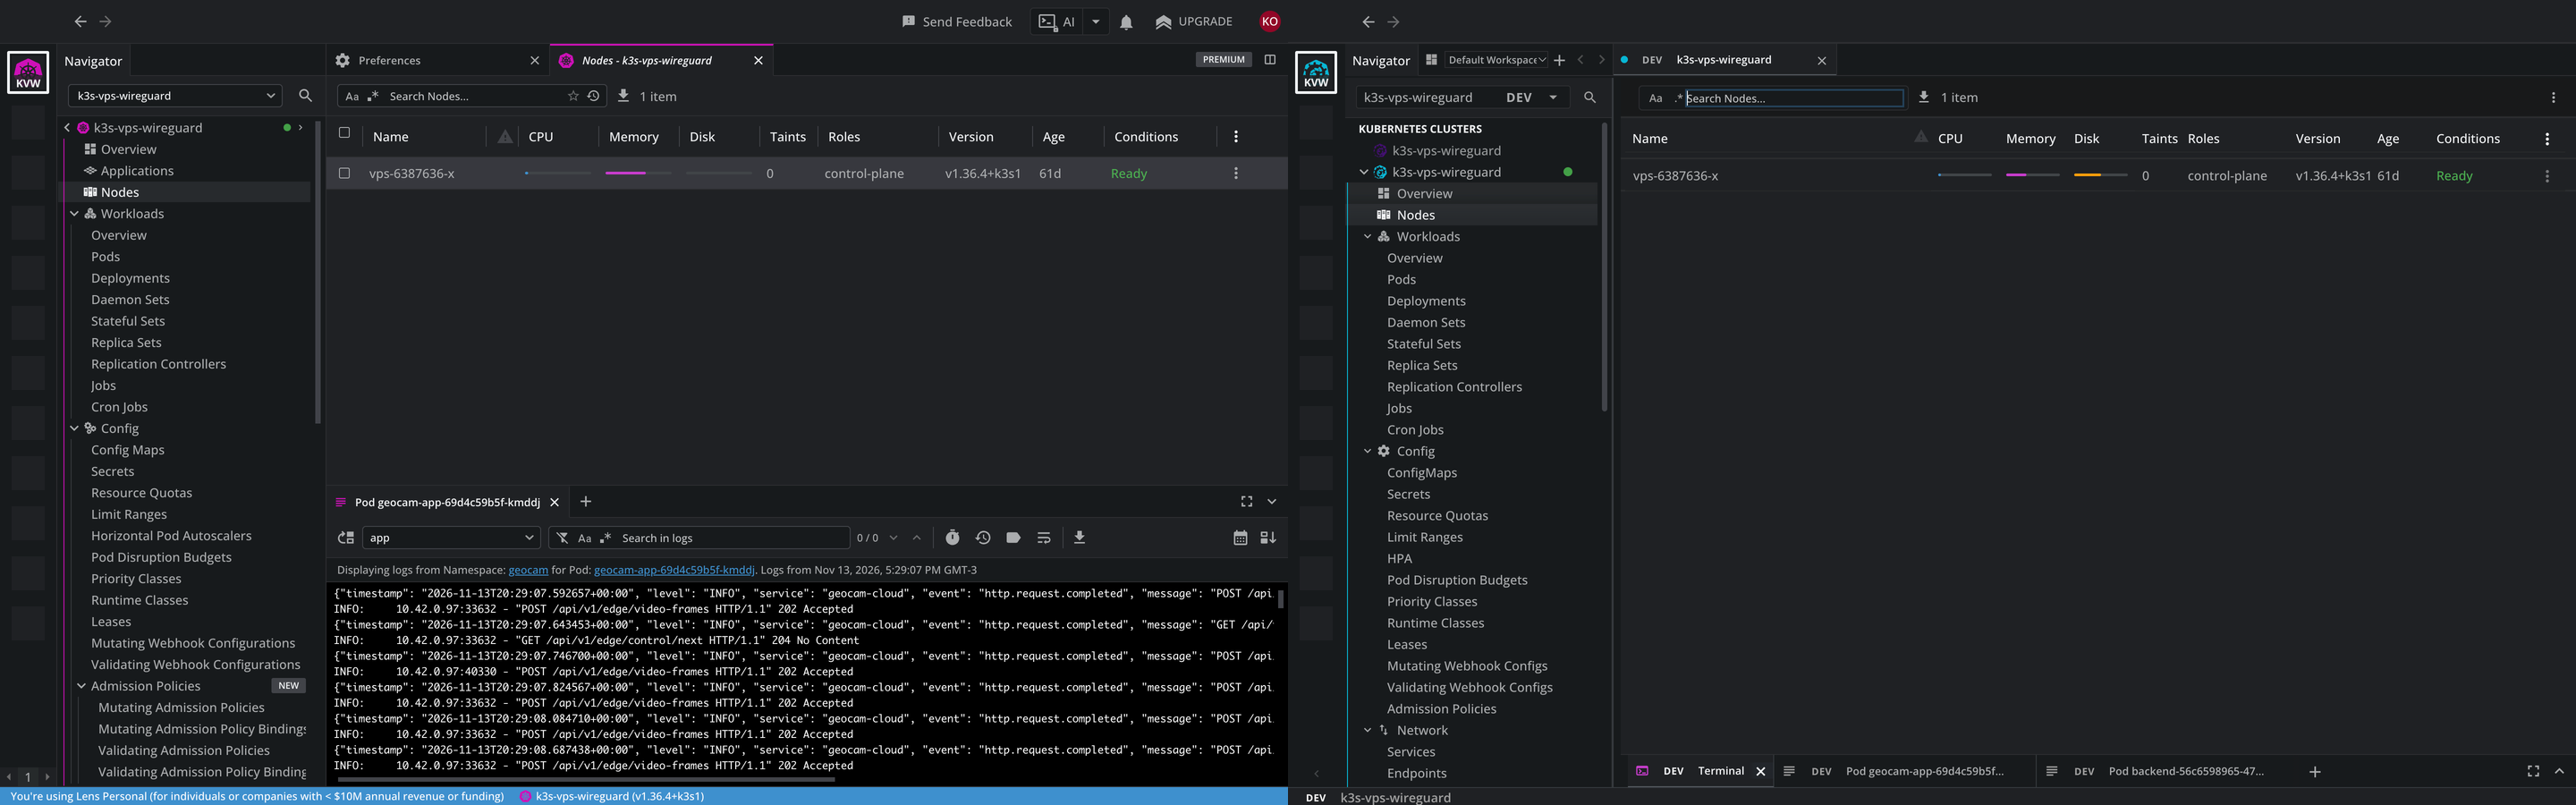 Send Feedback
AI
UPGRADE
KO
KVW
Navigator
Preferences
Nodes - k3s-vps-wireguard
PREMIUM
k3s-vps-wireguard
Aa
.*
Search Nodes...
1 item
k3s-vps-wireguard
Overview
Applications
Nodes
Workloads
Overview
Pods
Deployments
Daemon Sets
Stateful Sets
Replica Sets
Replication Controllers
Jobs
Cron Jobs
Config
Config Maps
Secrets
Resource Quotas
Limit Ranges
Horizontal Pod Autoscalers
Pod Disruption Budgets
Priority Classes
Runtime Classes
Leases
Mutating Webhook Configurations
Validating Webhook Configurations
Admission Policies NEW
Mutating Admission Policies
Mutating Admission Policy Bindings
Validating Admission Policies
Validating Admission Policy Binding
1
Name CPU Memory Disk Taints Roles Version Age Conditions
vps-6387636-x 0 control-plane v1.36.4+k3s1 61d Ready
Pod geocam-app-69d4c59b5f-kmddj
app
Aa .* Search in logs
0 / 0
Displaying logs from Namespace: geocam for Pod: geocam-app-69d4c59b5f-kmddj. Logs from Nov 13, 2026, 5:29:07 PM GMT-3
{"timestamp": "2026-11-13T20:29:07.592657+00:00", "level": "INFO", "service": "geocam-cloud", "event": "http.request.completed", "message": "POST /api
INFO: 10.42.0.97:33632 - "POST /api/v1/edge/video-frames HTTP/1.1" 202 Accepted
{"timestamp": "2026-11-13T20:29:07.643453+00:00", "level": "INFO", "service": "geocam-cloud", "event": "http.request.completed", "message": "GET /api/
INFO: 10.42.0.97:33632 - "GET /api/v1/edge/control/next HTTP/1.1" 204 No Content
{"timestamp": "2026-11-13T20:29:07.746700+00:00", "level": "INFO", "service": "geocam-cloud", "event": "http.request.completed", "message": "POST /api
INFO: 10.42.0.97:40330 - "POST /api/v1/edge/video-frames HTTP/1.1" 202 Accepted
{"timestamp": "2026-11-13T20:29:07.824567+00:00", "level": "INFO", "service": "geocam-cloud", "event": "http.request.completed", "message": "POST /api
INFO: 10.42.0.97:33632 - "POST /api/v1/edge/video-frames HTTP/1.1" 202 Accepted
{"timestamp": "2026-11-13T20:29:08.084710+00:00", "level": "INFO", "service": "geocam-cloud", "event": "http.request.completed", "message": "POST /api
INFO: 10.42.0.97:33632 - "POST /api/v1/edge/video-frames HTTP/1.1" 202 Accepted
{"timestamp": "2026-11-13T20:29:08.687438+00:00", "level": "INFO", "service": "geocam-cloud", "event": "http.request.completed", "message": "POST /api
INFO: 10.42.0.97:33632 - "POST /api/v1/edge/video-frames HTTP/1.1" 202 Accepted
You're using Lens Personal (for individuals or companies with < $10M annual revenue or funding)
k3s-vps-wireguard (v1.36.4+k3s1)
KVW
Navigator
Default Workspace
DEV k3s-vps-wireguard
k3s-vps-wireguard DEV
Aa .* Search Nodes...
1 item
KUBERNETES CLUSTERS
k3s-vps-wireguard
k3s-vps-wireguard
Overview
Nodes
Workloads
Overview
Pods
Deployments
Daemon Sets
Stateful Sets
Replica Sets
Replication Controllers
Jobs
Cron Jobs
Config
ConfigMaps
Secrets
Resource Quotas
Limit Ranges
HPA
Pod Disruption Budgets
Priority Classes
Runtime Classes
Leases
Mutating Webhook Configs
Validating Webhook Configs
Admission Policies
Network
Services
Endpoints
Name CPU Memory Disk Taints Roles Version Age Conditions
vps-6387636-x 0 control-plane v1.36.4+k3s1 61d Ready
DEV Terminal
DEV Pod geocam-app-69d4c59b5f...
DEV Pod backend-56c6598965-47...
DEV k3s-vps-wireguard